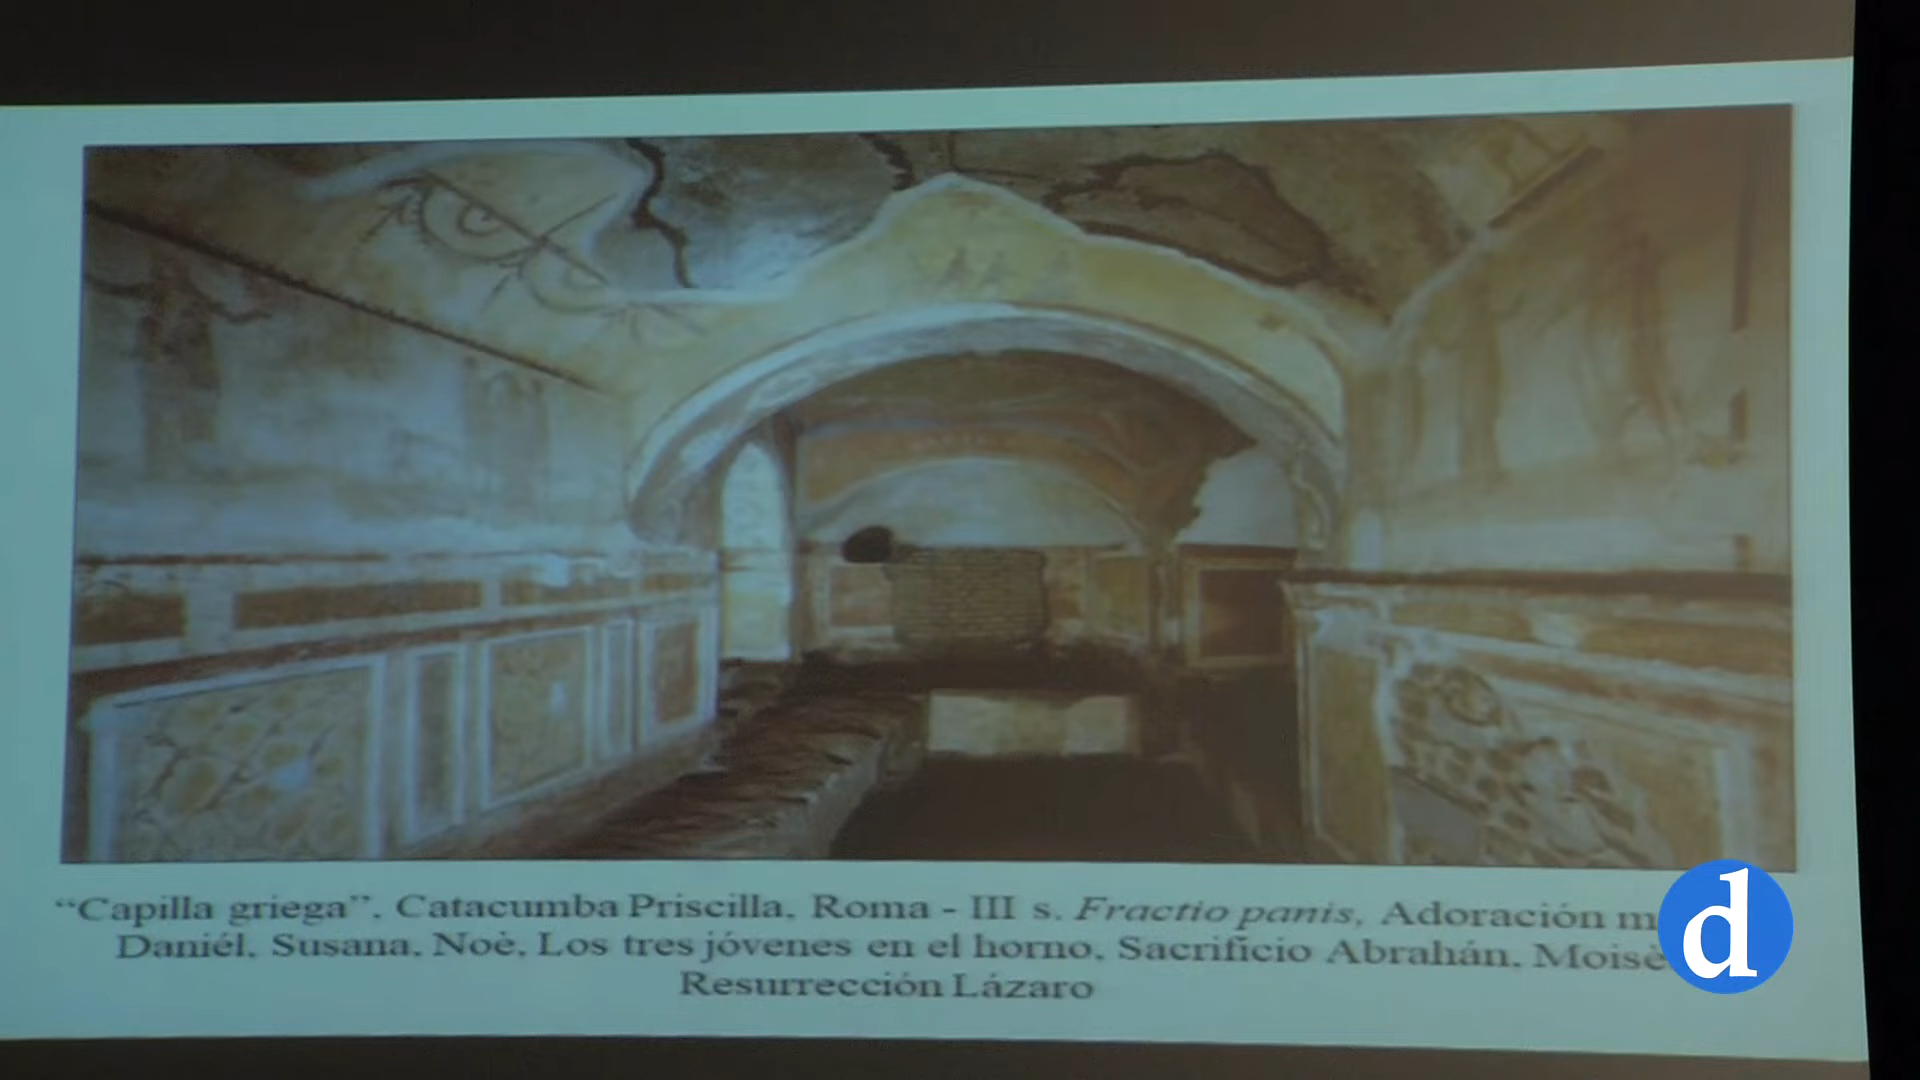 “Capilla griega”. Catacumba Priscilla. Roma - III s. Fractio panis, Adoración m
Daniél. Susana. Noè. Los tres jóvenes en el horno. Sacrificio Abrahán. Moisè
Resurrección Lázaro
d